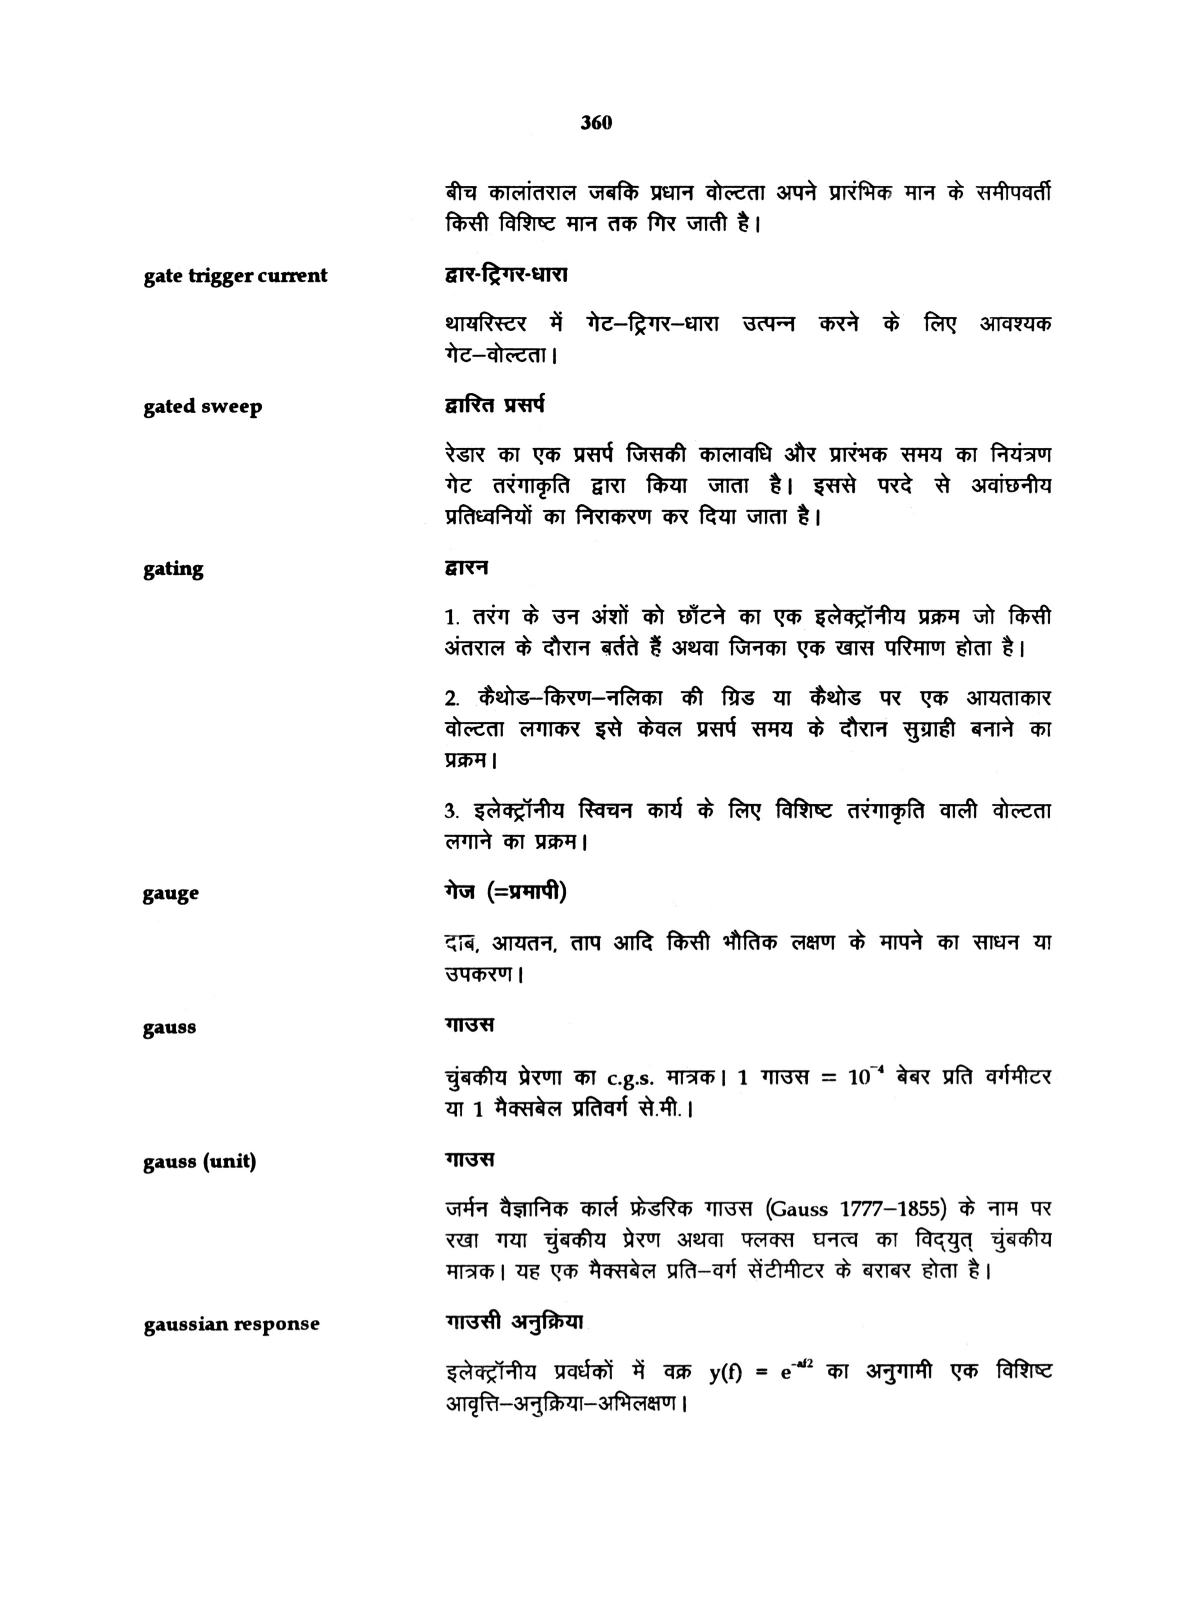 360
बीच कालांतराल जबकि प्रधान वोल्टता अपने प्रारंभिक मान के समीपवर्ती
किसी विशिष्ट मान तक गिर जाती है।
gate trigger current द्वार-ट्रिगर-धारा
थायरिस्टर में गेट–ट्रिगर–धारा उत्पन्न करने के लिए आवश्यक
गेट–वोल्टता।
gated sweep द्वारित प्रसर्प
रेडार का एक प्रसर्प जिसकी कालावधि और प्रारंभक समय का नियंत्रण
गेट तरंगाकृति द्वारा किया जाता है। इससे परदे से अवांछनीय
प्रतिध्वनियों का निराकरण कर दिया जाता है।
gating द्वारन
1. तरंग के उन अंशों को छाँटने का एक इलेक्ट्रॉनीय प्रक्रम जो किसी
अंतराल के दौरान बर्तते हैं अथवा जिनका एक खास परिमाण होता है।
2. कैथोड–किरण–नलिका की ग्रिड या कैथोड पर एक आयताकार
वोल्टता लगाकर इसे केवल प्रसर्प समय के दौरान सुग्राही बनाने का
प्रक्रम।
3. इलेक्ट्रॉनीय स्विचन कार्य के लिए विशिष्ट तरंगाकृति वाली वोल्टता
लगाने का प्रक्रम।
gauge गेज (=प्रमापी)
दाब, आयतन, ताप आदि किसी भौतिक लक्षण के मापने का साधन या
उपकरण।
gauss गाउस
चुंबकीय प्रेरणा का c.g.s. मात्रक। 1 गाउस = 10⁻⁴ बेबर प्रति वर्गमीटर
या 1 मैक्सबेल प्रतिवर्ग से.मी.।
gauss (unit) गाउस
जर्मन वैज्ञानिक कार्ल फ्रेडरिक गाउस (Gauss 1777–1855) के नाम पर
रखा गया चुंबकीय प्रेरण अथवा फ्लक्स घनत्व का विद्‌युत् चुंबकीय
मात्रक। यह एक मैक्सबेल प्रति–वर्ग सेंटीमीटर के बराबर होता है।
gaussian response गाउसी अनुक्रिया
इलेक्ट्रॉनीय प्रवर्धकों में वक्र y(f) = e⁻ᵃᶠ² का अनुगामी एक विशिष्ट
आवृत्ति–अनुक्रिया–अभिलक्षण।